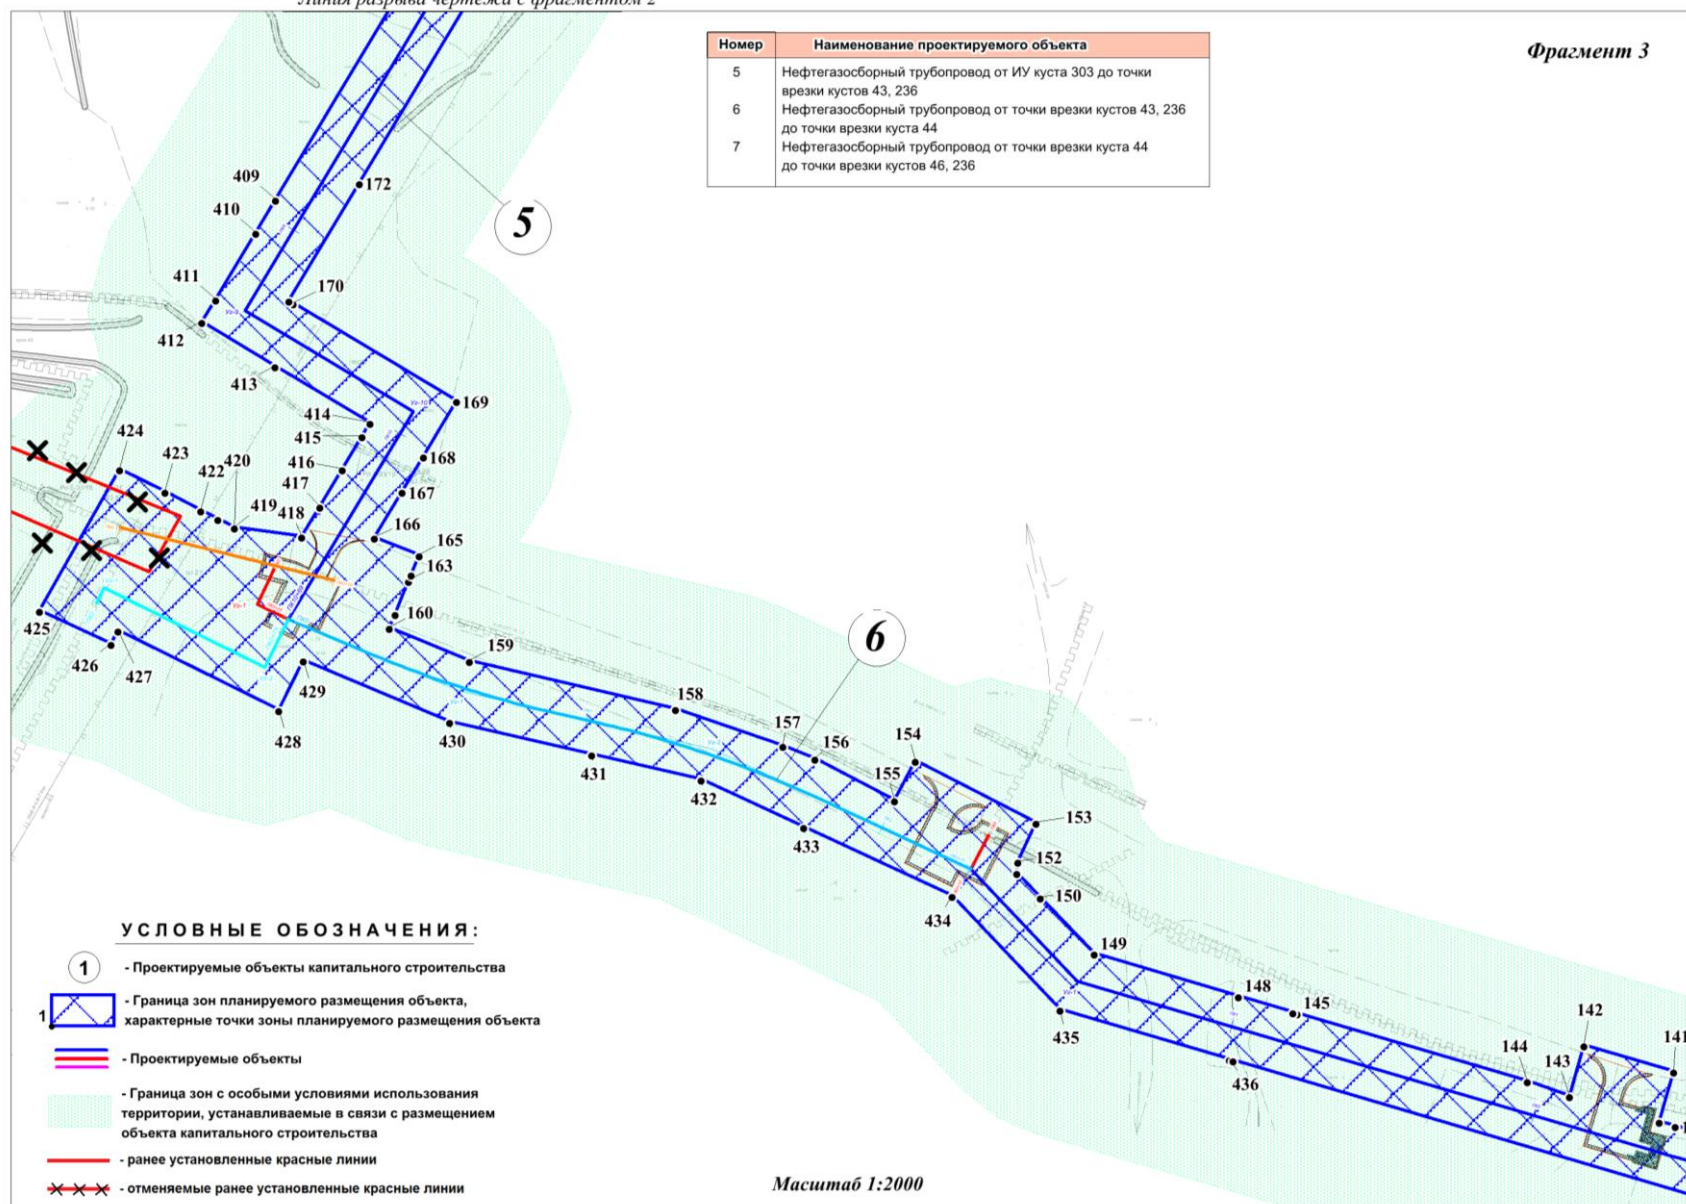 Линия разрыва чертежа с фрагментом 2
Номер Наименование проектируемого объекта
5 Нефтегазосборный трубопровод от ИУ куста 303 до точки
врезки кустов 43, 236
6 Нефтегазосборный трубопровод от точки врезки кустов 43, 236
до точки врезки куста 44
7 Нефтегазосборный трубопровод от точки врезки куста 44
до точки врезки кустов 46, 236
Фрагмент 3
409
172
410
5
411
170
412
413
169
414
415
424
168
416
423
420
167
422
417
419
418
166
165
163
160
425
159
6
426
427
429
158
428
157
430
156
154
431
155
432
153
433
152
150
434
149
148
145
435
142
141
144
143
436
УСЛОВНЫЕ ОБОЗНАЧЕНИЯ:
1 - Проектируемые объекты капитального строительства
- Граница зон планируемого размещения объекта,
1 характерные точки зоны планируемого размещения объекта
- Проектируемые объекты
- Граница зон с особыми условиями использования
территории, устанавливаемые в связи с размещением
объекта капитального строительства
- ранее установленные красные линии
- отменяемые ранее установленные красные линии
Масштаб 1:2000